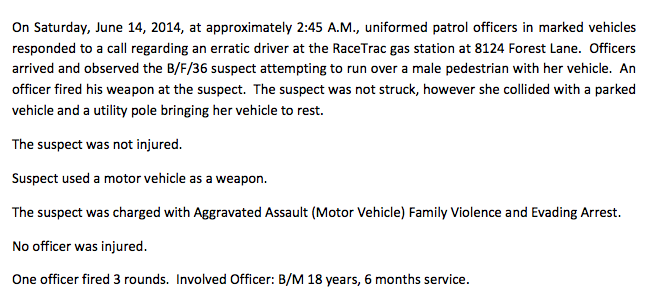 On Saturday, June 14, 2014, at approximately 2:45 A.M., uniformed patrol officers in marked vehicles
responded to a call regarding an erratic driver at the RaceTrac gas station at 8124 Forest Lane.  Officers
arrived and observed the B/F/36 suspect attempting to run over a male pedestrian with her vehicle.  An
officer fired his weapon at the suspect.  The suspect was not struck, however she collided with a parked
vehicle and a utility pole bringing her vehicle to rest.
The suspect was not injured.
Suspect used a motor vehicle as a weapon.
The suspect was charged with Aggravated Assault (Motor Vehicle) Family Violence and Evading Arrest.
No officer was injured.
One officer fired 3 rounds.  Involved Officer: B/M 18 years, 6 months service.